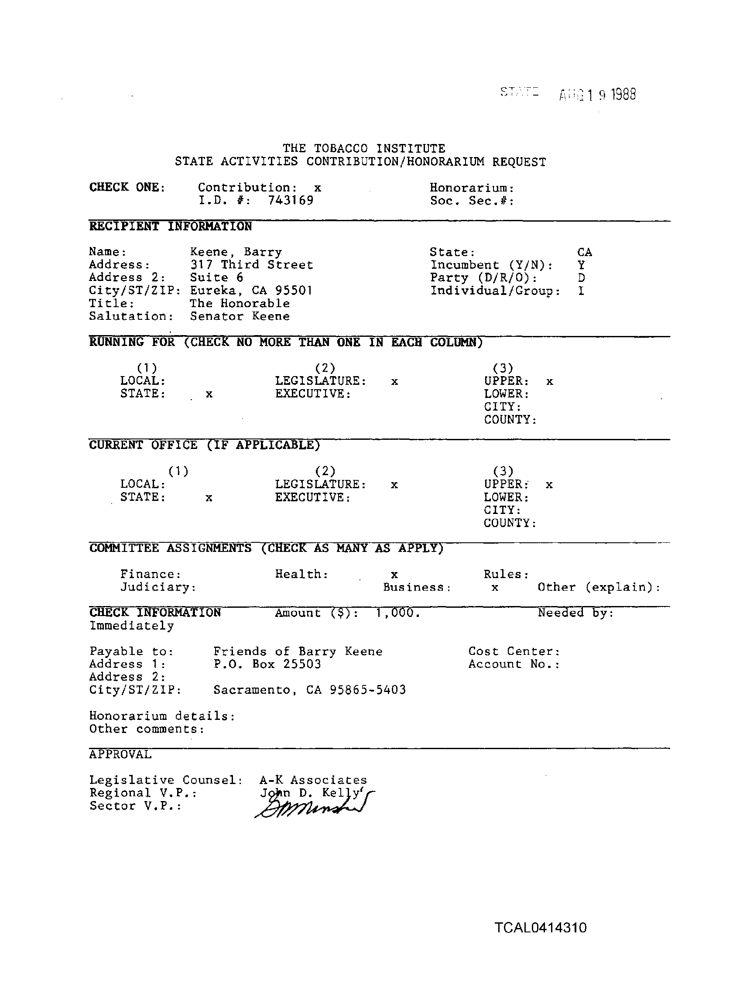 STATE AUG 19 1988
THE TOBACCO INSTITUTE
STATE ACTIVITIES CONTRIBUTION/HONORARIUM REQUEST
CHECK ONE: Contribution: x Honorarium:
I.D. #: 743169 Soc. Sec.#:
RECIPIENT INFORMATION
Name: Keene, Barry State: CA
Address: 317 Third Street Incumbent (Y/N): Y
Address 2: Suite 6 Party (D/R/O): D
City/ST/ZIP: Eureka, CA 95501 Individual/Group: I
Title: The Honorable
Salutation: Senator Keene
RUNNING FOR (CHECK NO MORE THAN ONE IN EACH COLUMN)
(1) (2) (3)
LOCAL: LEGISLATURE: x UPPER: x
STATE: x EXECUTIVE: LOWER:
CITY:
COUNTY:
CURRENT OFFICE (IF APPLICABLE)
(1) (2) (3)
LOCAL: LEGISLATURE: x UPPER: x
STATE: x EXECUTIVE: LOWER:
CITY:
COUNTY:
COMMITTEE ASSIGNMENTS (CHECK AS MANY AS APPLY)
Finance: Health: x Rules:
Judiciary: Business: x Other (explain):
CHECK INFORMATION Amount ($): 1,000. Needed by:
Immediately
Payable to: Friends of Barry Keene Cost Center:
Address 1: P.O. Box 25503 Account No.:
Address 2:
City/ST/ZIP: Sacramento, CA 95865-5403
Honorarium details:
Other comments:
APPROVAL
Legislative Counsel: A-K Associates
Regional V.P.: John D. Kelly
Sector V.P.:
TCAL0414310